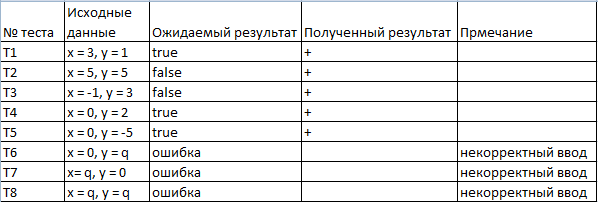 № теста Исходные данные Ожидаемый результат Полученный результат Прмечание
T1 x = 3, y = 1 true +
T2 x = 5, y = 5 false +
T3 x = -1, y = 3 false +
T4 x = 0, y = 2 true +
T5 x = 0, y = -5 true +
T6 x = 0, y = q ошибка некорректный ввод
T7 x= q, y = 0 ошибка некорректный ввод
T8 x = q, y = q ошибка некорректный ввод